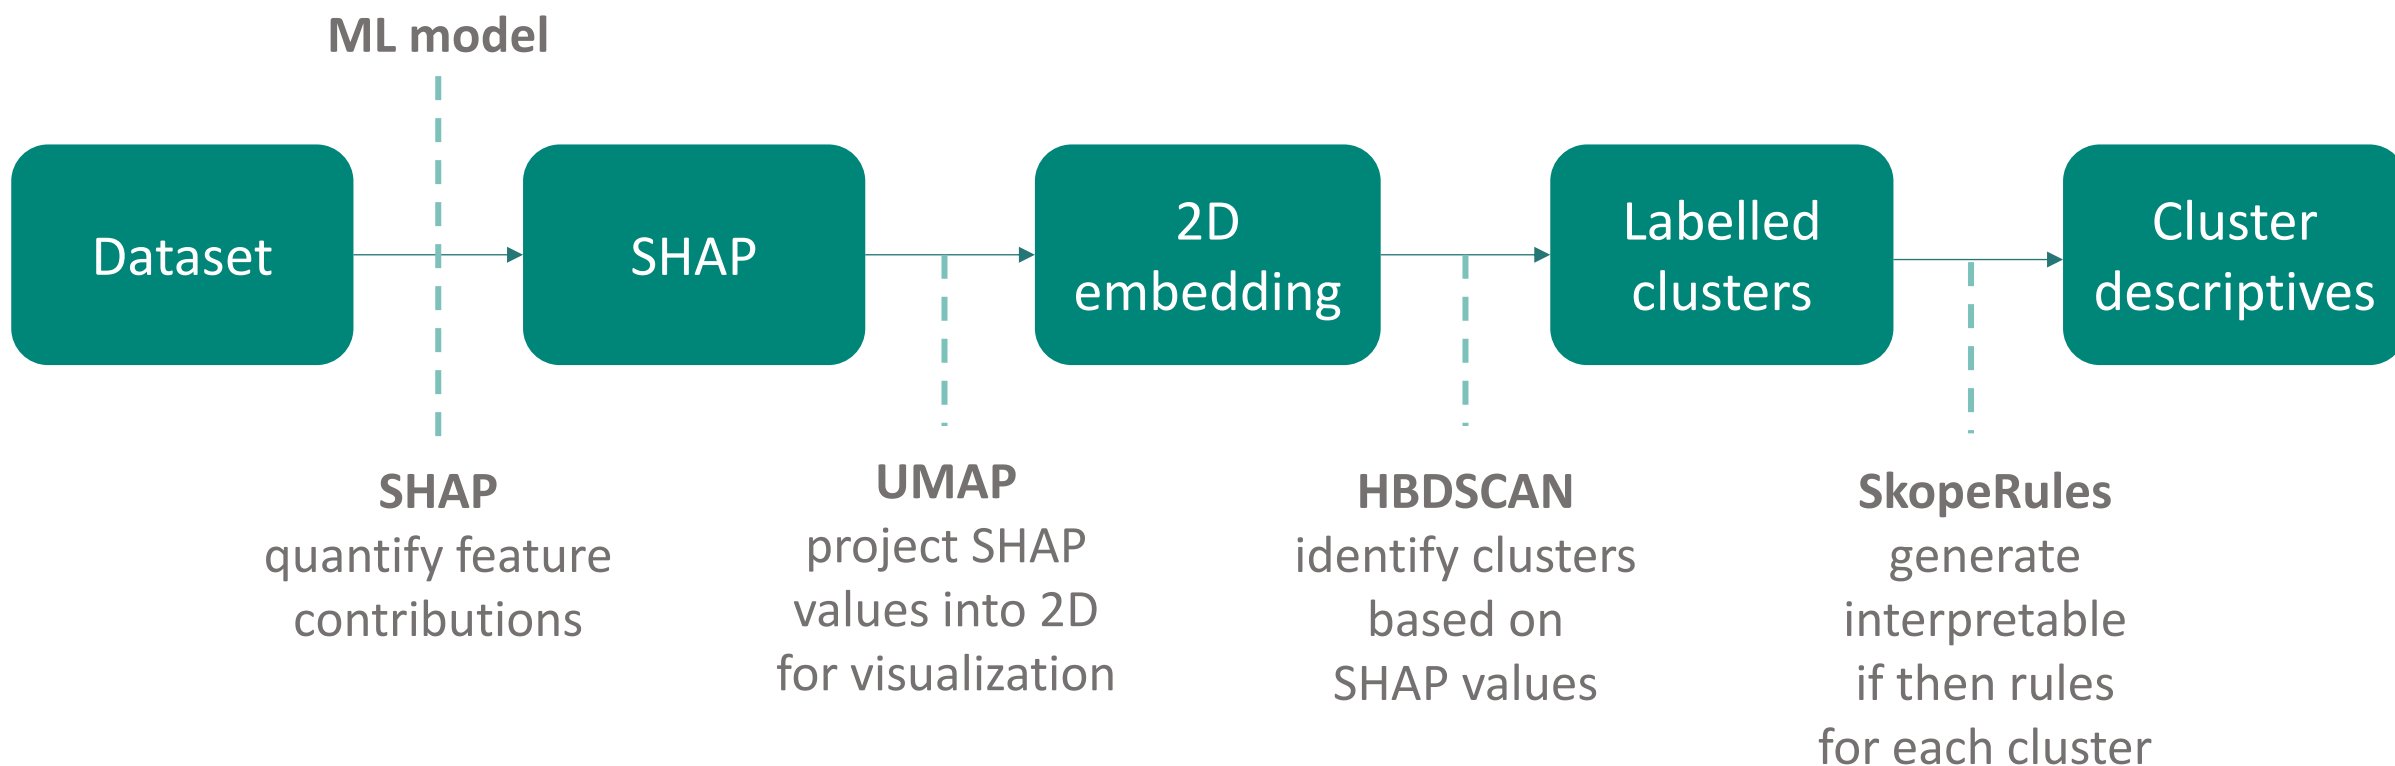 ML model
Dataset
SHAP
2D
embedding
Labelled
clusters
Cluster
descriptives
SHAP
quantify feature
contributions
UMAP
project SHAP
values into 2D
for visualization
HBDSCAN
identify clusters
based on
SHAP values
SkopeRules
generate
interpretable
if then rules
for each cluster